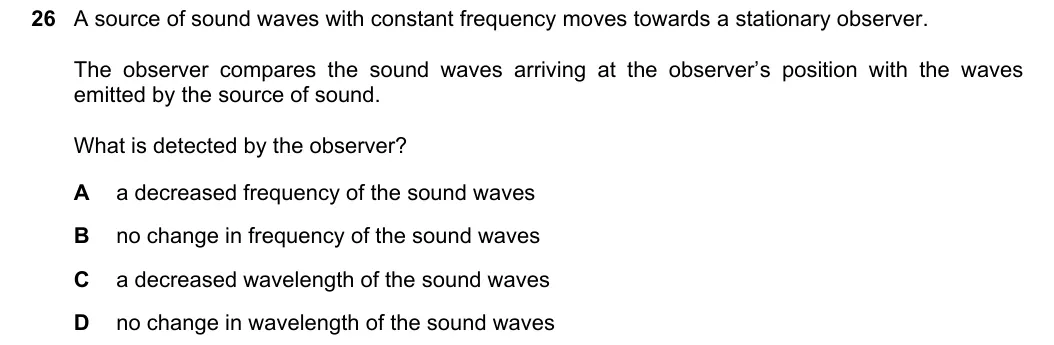 26 A source of sound waves with constant frequency moves towards a stationary observer.
The observer compares the sound waves arriving at the observer's position with the waves
emitted by the source of sound.
What is detected by the observer?
A a decreased frequency of the sound waves
B no change in frequency of the sound waves
C a decreased wavelength of the sound waves
D no change in wavelength of the sound waves